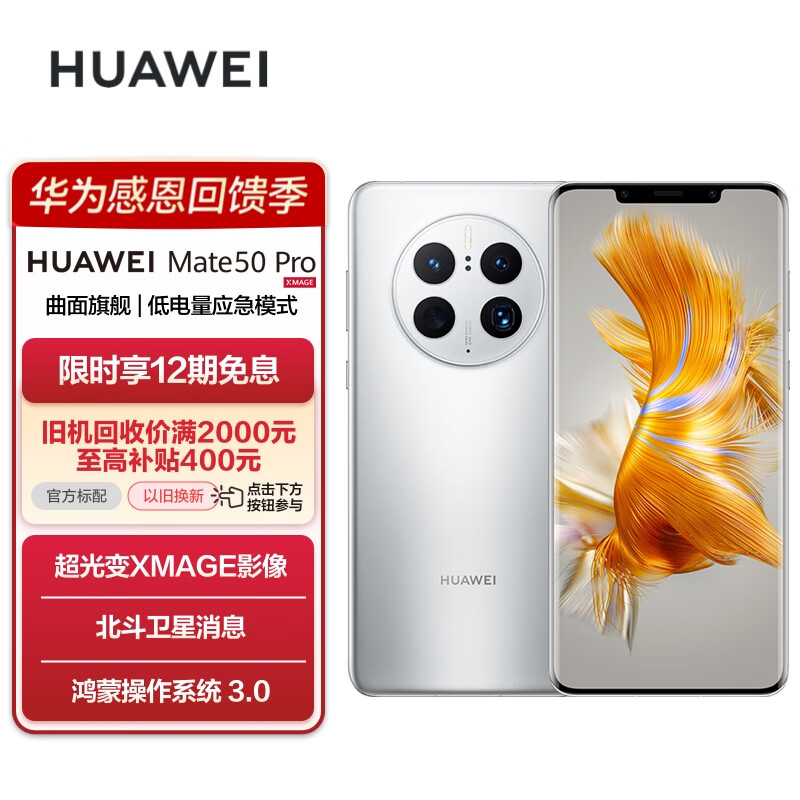 HUAWEI
华为感恩回馈季
HUAWEI Mate50 Pro
XMAGE
曲面旗舰 | 低电量应急模式
限时享12期免息
旧机回收价满2000元
至高补贴400元
官方标配
以旧换新
点击下方
按钮参与
超光变XMAGE影像
北斗卫星消息
鸿蒙操作系统 3.0
HUAWEI